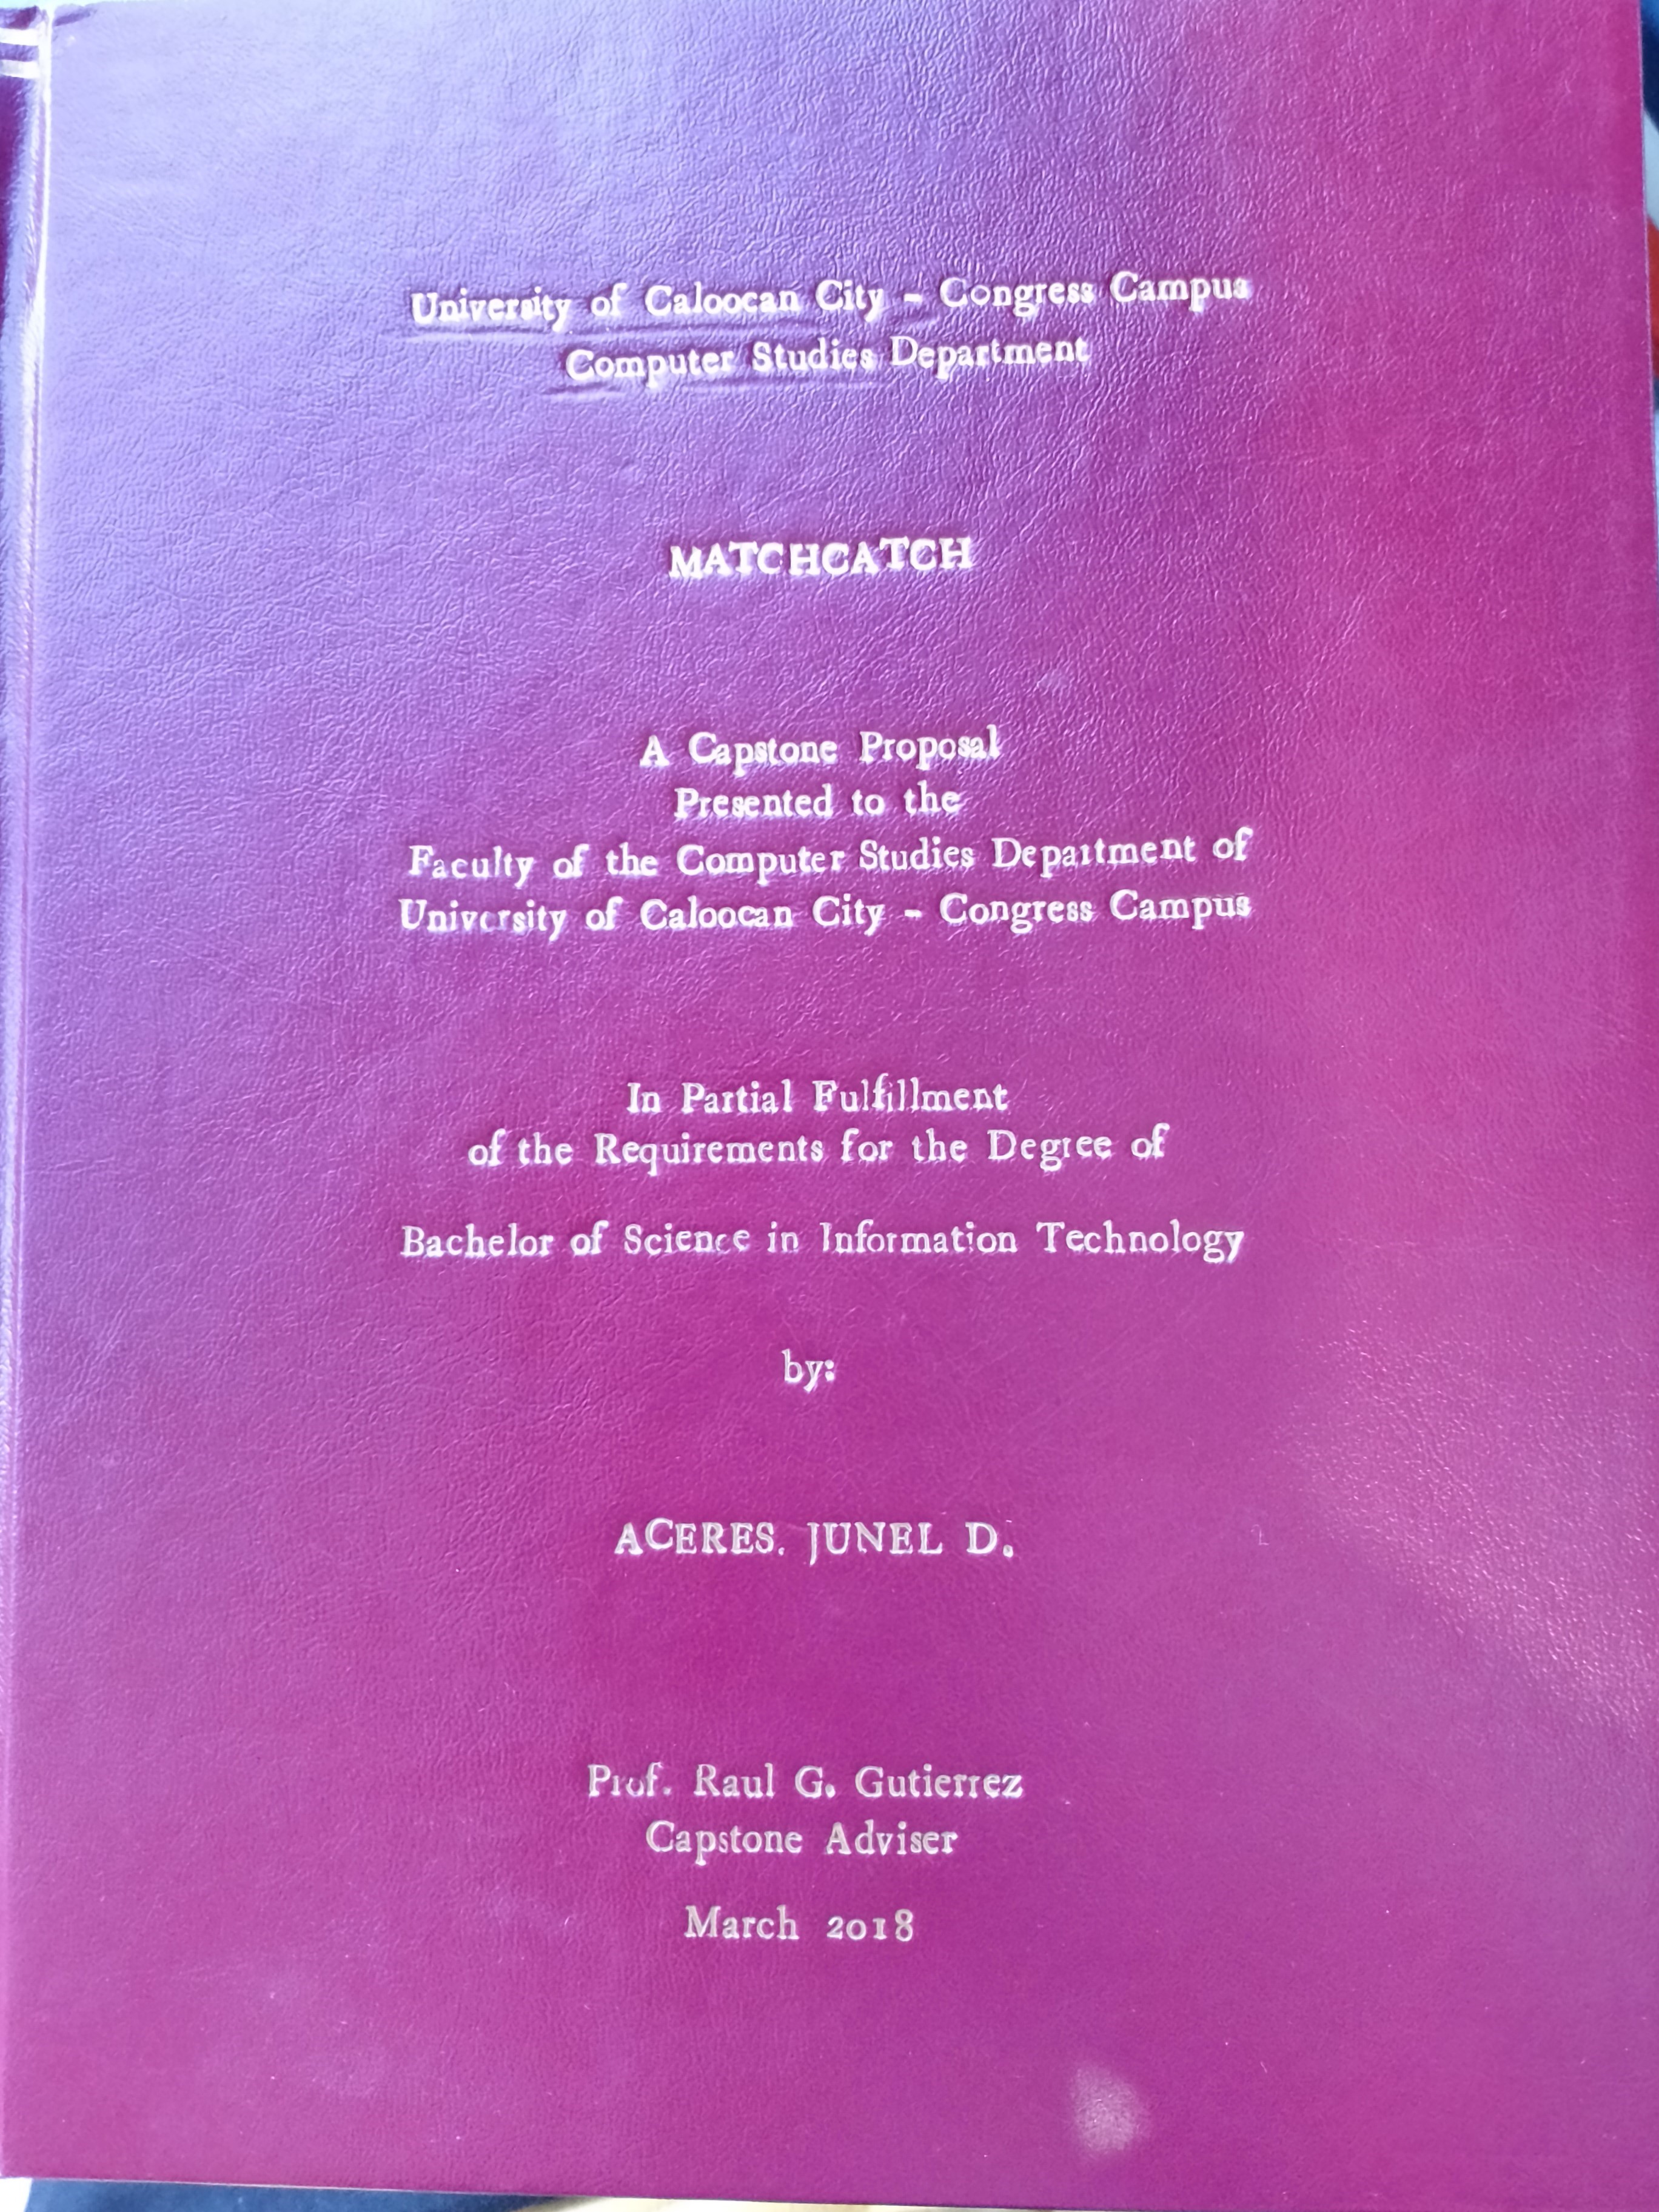 University of Caloocan City - Congress Campus
Computer Studies Department
MATCHCATCH
A Capstone Proposal
Presented to the
Faculty of the Computer Studies Department of
University of Caloocan City - Congress Campus
In Partial Fulfillment
of the Requirements for the Degree of
Bachelor of Science in Information Technology
by:
ACERES. JUNEL D.
Prof. Raul G. Gutierrez
Capstone Adviser
March 2018